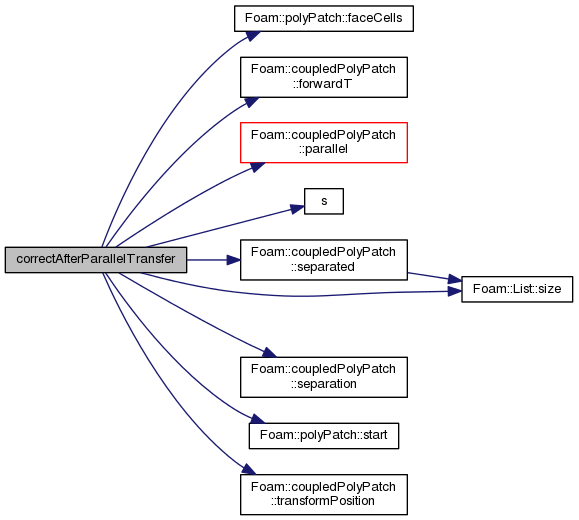 Foam::polyPatch::faceCells
Foam::coupledPolyPatch
::forwardT
Foam::coupledPolyPatch
::parallel
s
correctAfterParallelTransfer
Foam::coupledPolyPatch
::separated
Foam::List::size
Foam::coupledPolyPatch
::separation
Foam::polyPatch::start
Foam::coupledPolyPatch
::transformPosition